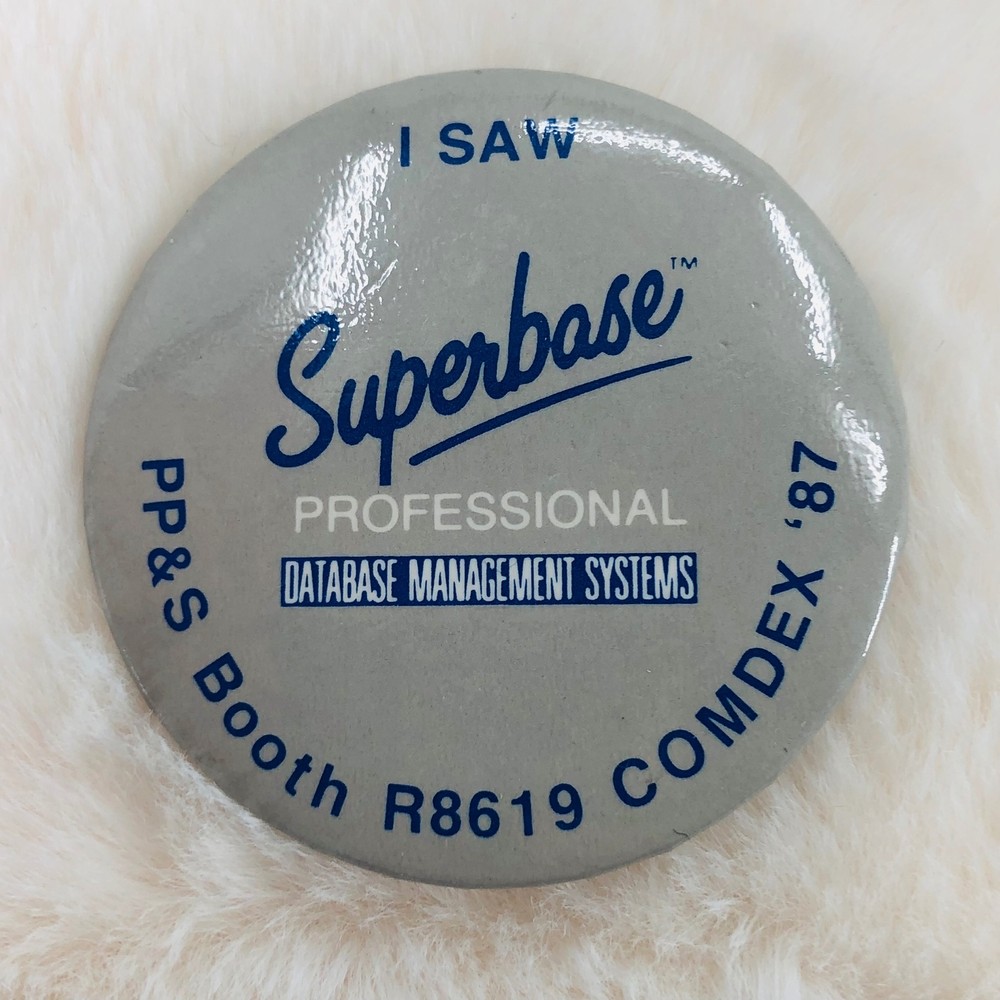 I SAW
Superbase™
PROFESSIONAL
DATABASE MANAGEMENT SYSTEMS
PP&S Booth R8619 COMDEX '87